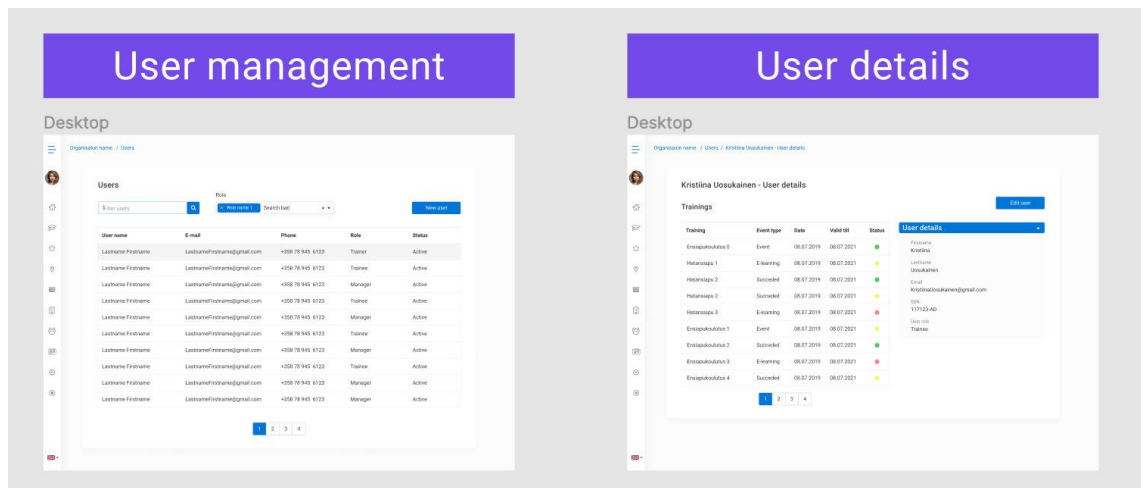 User management
Desktop
Organisation name / Users
Users
Role
Filter users
× Role name 1 Search bad × ▾
New user
User name E-mail Phone Role Status
Lastname Firstname LastnameFirstname@gmail.com +358 78 945 6123 Trainer Active
Lastname Firstname LastnameFirstname@gmail.com +358 78 945 6123 Trainee Active
Lastname Firstname LastnameFirstname@gmail.com +358 78 945 6123 Manager Active
Lastname Firstname LastnameFirstname@gmail.com +358 78 945 6123 Trainee Active
Lastname Firstname LastnameFirstname@gmail.com +358 78 945 6123 Manager Active
Lastname Firstname LastnameFirstname@gmail.com +358 78 945 6123 Trainee Active
Lastname Firstname LastnameFirstname@gmail.com +358 78 945 6123 Manager Active
Lastname Firstname LastnameFirstname@gmail.com +358 78 945 6123 Trainee Active
Lastname Firstname LastnameFirstname@gmail.com +358 78 945 6123 Manager Active
Lastname Firstname LastnameFirstname@gmail.com +358 78 945 6123 Manager Active
1 2 3 4
User details
Desktop
Organisation name / Users / Kristiina Uosukainen - User details
Kristiina Uosukainen - User details
Trainings
Edit user
Training Event type Date Valid till Status
Ensiapukoulutus 0 Event 08.07.2019 08.07.2021
Hätänsiapu 1 E-learning 08.07.2019 08.07.2021
Hatansiapu 2 Succeded 08.07.2019 08.07.2021
Hatansiapu 2 Succeded 08.07.2019 08.07.2021
Hatansiapu 3 E-learning 08.07.2019 08.07.2021
Ensiapukoulutus 1 Event 08.07.2019 08.07.2021
Ensiapukoulutus 2 Succeded 08.07.2019 08.07.2021
Ensiapukoulutus 3 E-learning 08.07.2019 08.07.2021
Ensiapukoulutus 4 Succeded 08.07.2019 08.07.2021
1 2 3 4
User details
Firstname
Kristiina
Lastname
Uosukainen
Email
KristiinaUosukainen@gmail.com
SSN
117123-AD
User role
Trainee